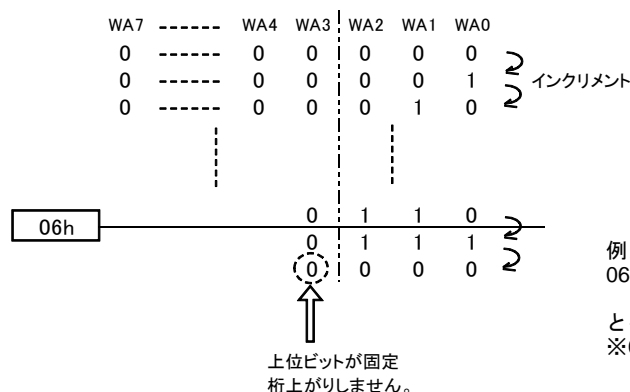 WA7 ------ WA4 WA3 WA2 WA1 WA0
0 ------ 0 0 0 0 0
0 ------ 0 0 0 0 1 インクリメント
0 ------ 0 0 0 1 0
0 1 1 0
06h
0 1 1 1
0 0 0 0
例
06
と
上位ビットが固定
桁上がりしません。